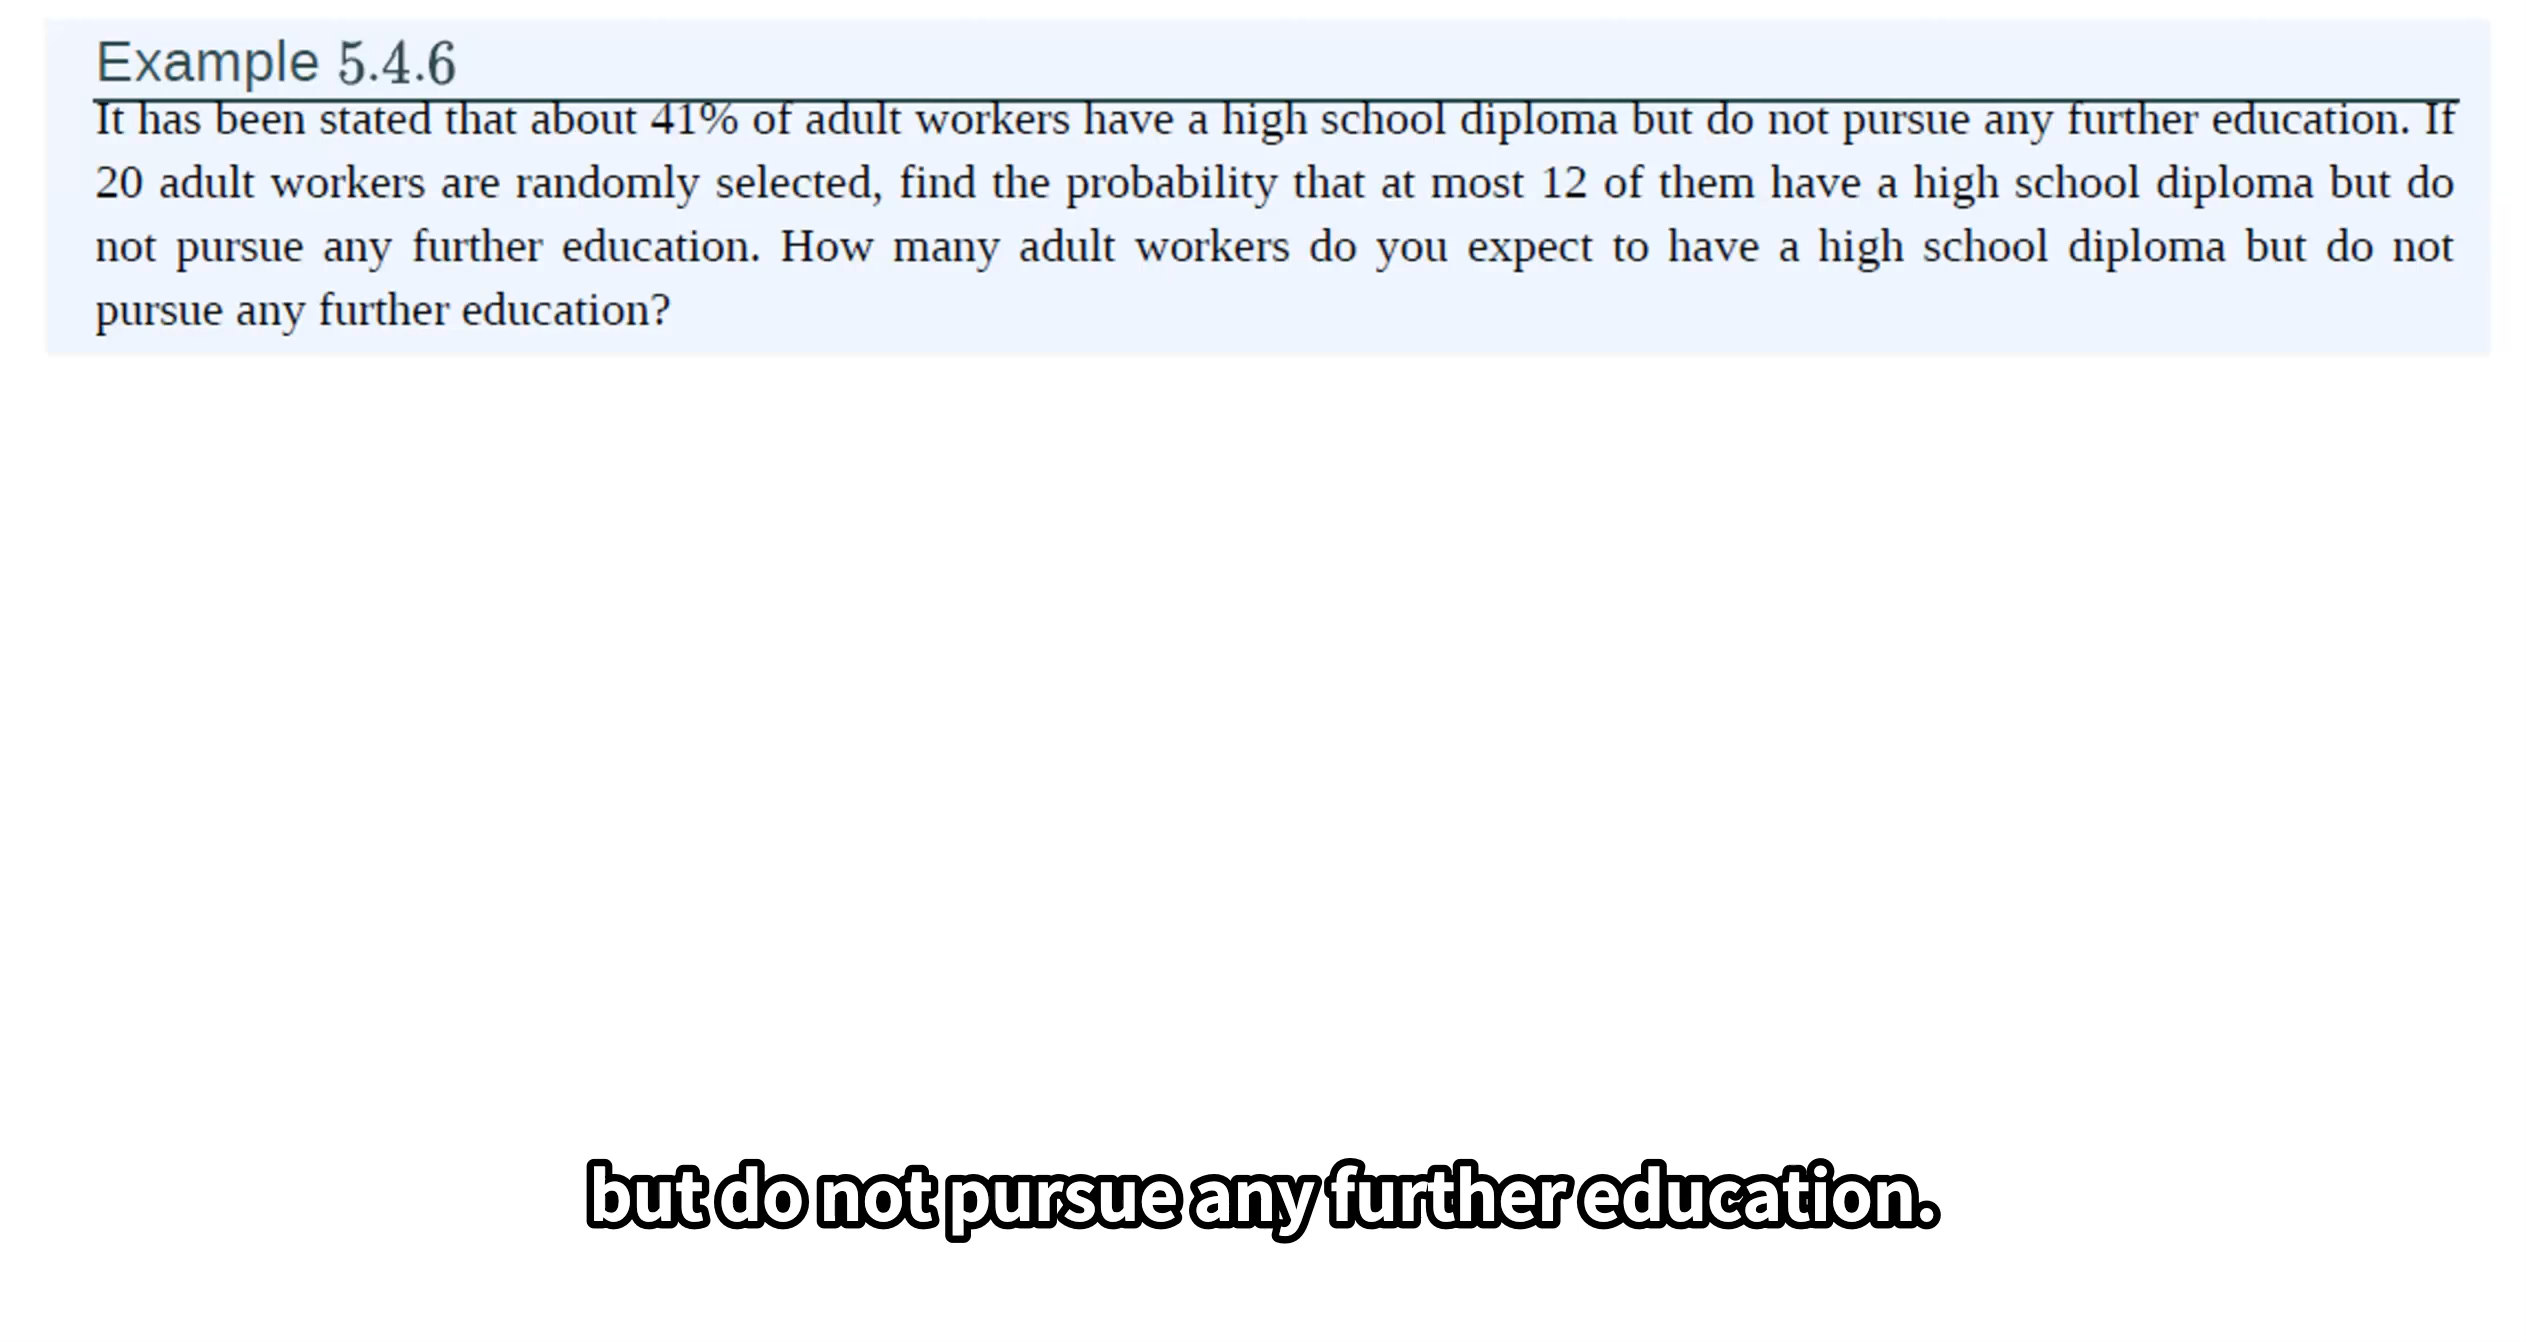 Example 5.4.6
It has been stated that about 41% of adult workers have a high school diploma but do not pursue any further education. If
20 adult workers are randomly selected, find the probability that at most 12 of them have a high school diploma but do
not pursue any further education. How many adult workers do you expect to have a high school diploma but do not
pursue any further education?
but do not pursue any further education.